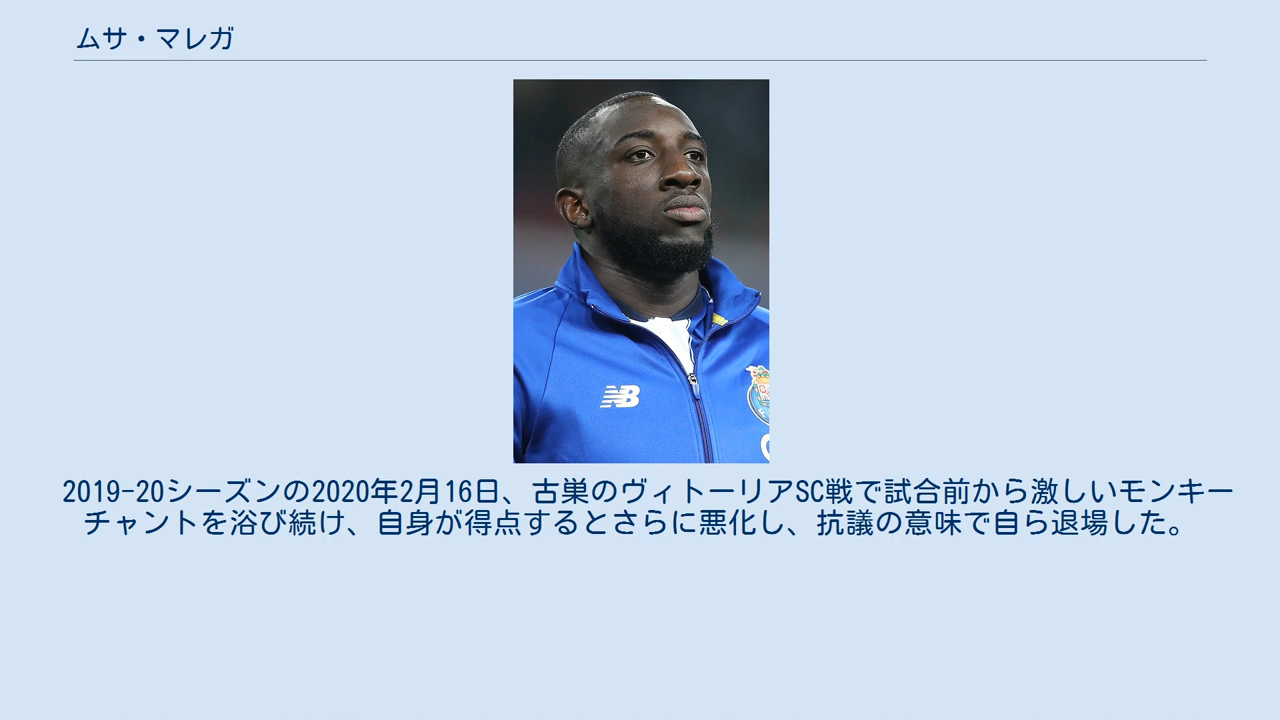 ムサ・マレガ
NB
2019-20シーズンの2020年2月16日、古巣のヴィトーリアSC戦で試合前から激しいモンキー
チャントを浴び続け、自身が得点するとさらに悪化し、抗議の意味で自ら退場した。